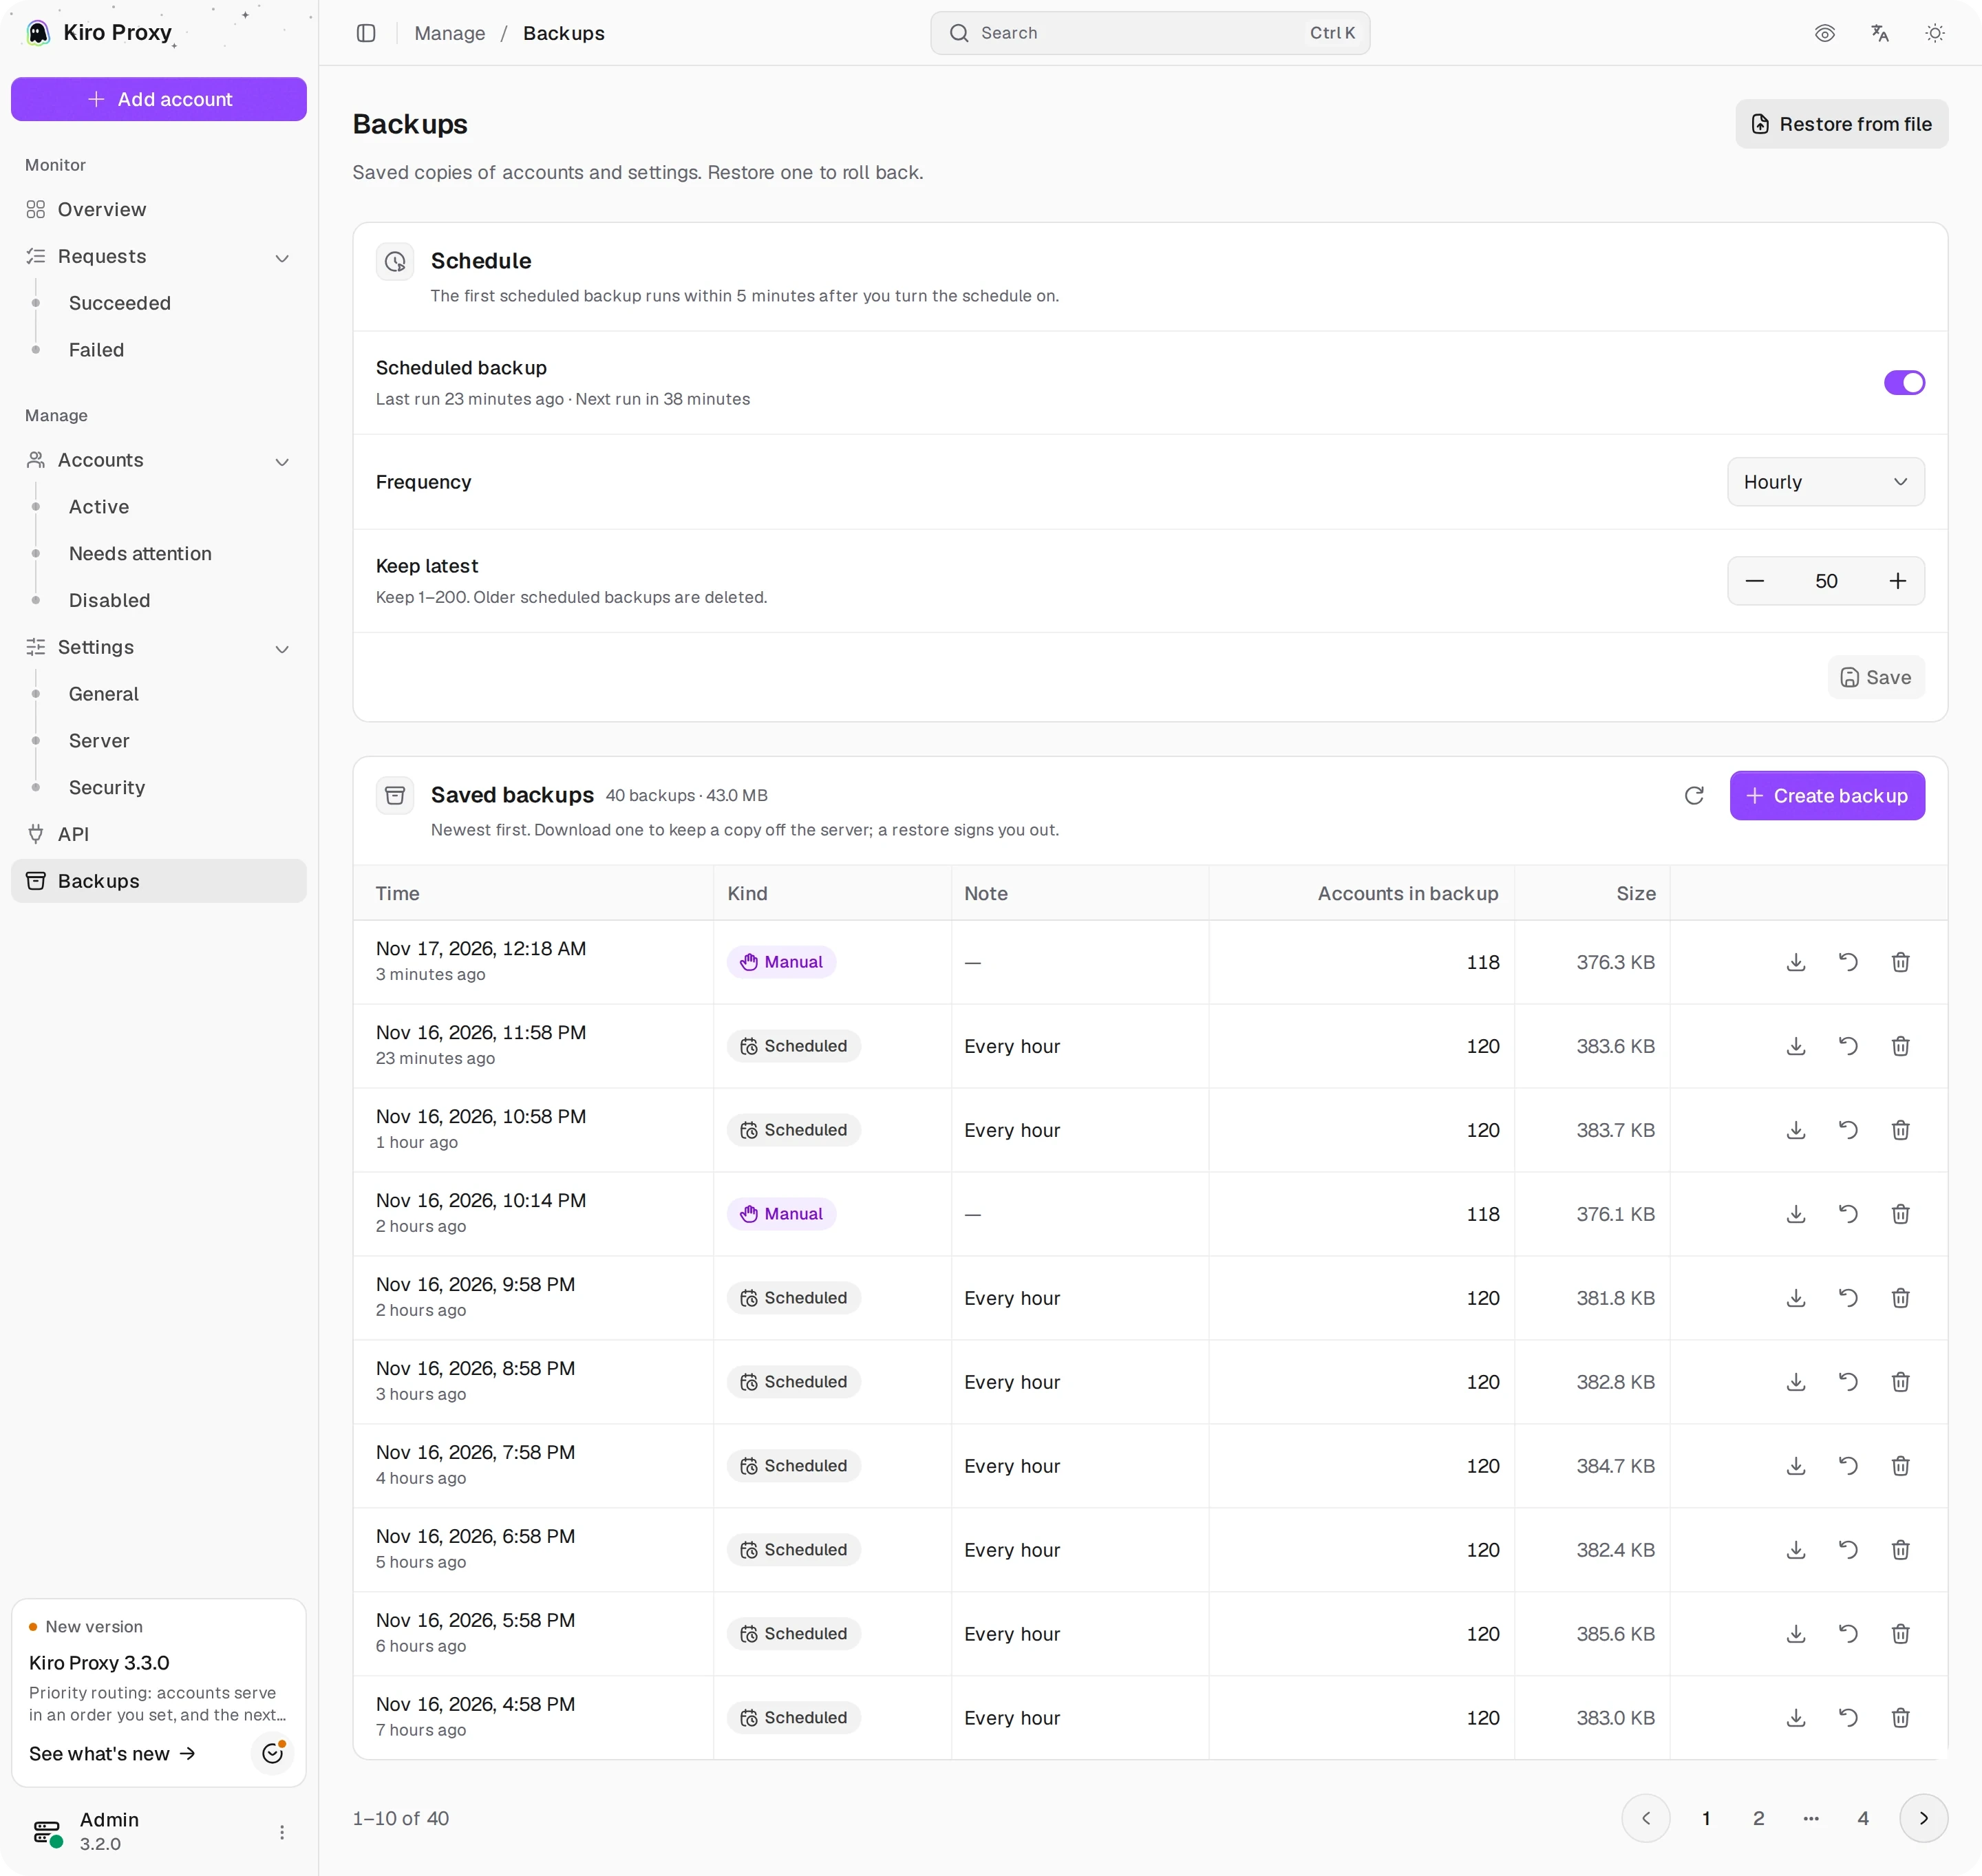 Kiro Proxy
Add account
Monitor
Overview
Requests
Succeeded
Failed
Manage
Accounts
Active
Needs attention
Disabled
Settings
General
Server
Security
API
Backups
New version
Kiro Proxy 3.3.0
Priority routing: accounts serve
in an order you set, and the next...
See what's new →
Admin
3.2.0
Manage / Backups
Search
Ctrl K
Backups
Restore from file
Saved copies of accounts and settings. Restore one to roll back.
Schedule
The first scheduled backup runs within 5 minutes after you turn the schedule on.
Scheduled backup
Last run 23 minutes ago · Next run in 38 minutes
Frequency
Hourly
Keep latest
Keep 1–200. Older scheduled backups are deleted.
50
Save
Saved backups 40 backups · 43.0 MB
Create backup
Newest first. Download one to keep a copy off the server; a restore signs you out.
Time Kind Note Accounts in backup Size
Nov 17, 2026, 12:18 AM
3 minutes ago
Manual — 118 376.3 KB
Nov 16, 2026, 11:58 PM
23 minutes ago
Scheduled Every hour 120 383.6 KB
Nov 16, 2026, 10:58 PM
1 hour ago
Scheduled Every hour 120 383.7 KB
Nov 16, 2026, 10:14 PM
2 hours ago
Manual — 118 376.1 KB
Nov 16, 2026, 9:58 PM
2 hours ago
Scheduled Every hour 120 381.8 KB
Nov 16, 2026, 8:58 PM
3 hours ago
Scheduled Every hour 120 382.8 KB
Nov 16, 2026, 7:58 PM
4 hours ago
Scheduled Every hour 120 384.7 KB
Nov 16, 2026, 6:58 PM
5 hours ago
Scheduled Every hour 120 382.4 KB
Nov 16, 2026, 5:58 PM
6 hours ago
Scheduled Every hour 120 385.6 KB
Nov 16, 2026, 4:58 PM
7 hours ago
Scheduled Every hour 120 383.0 KB
1–10 of 40
1 2 ··· 4